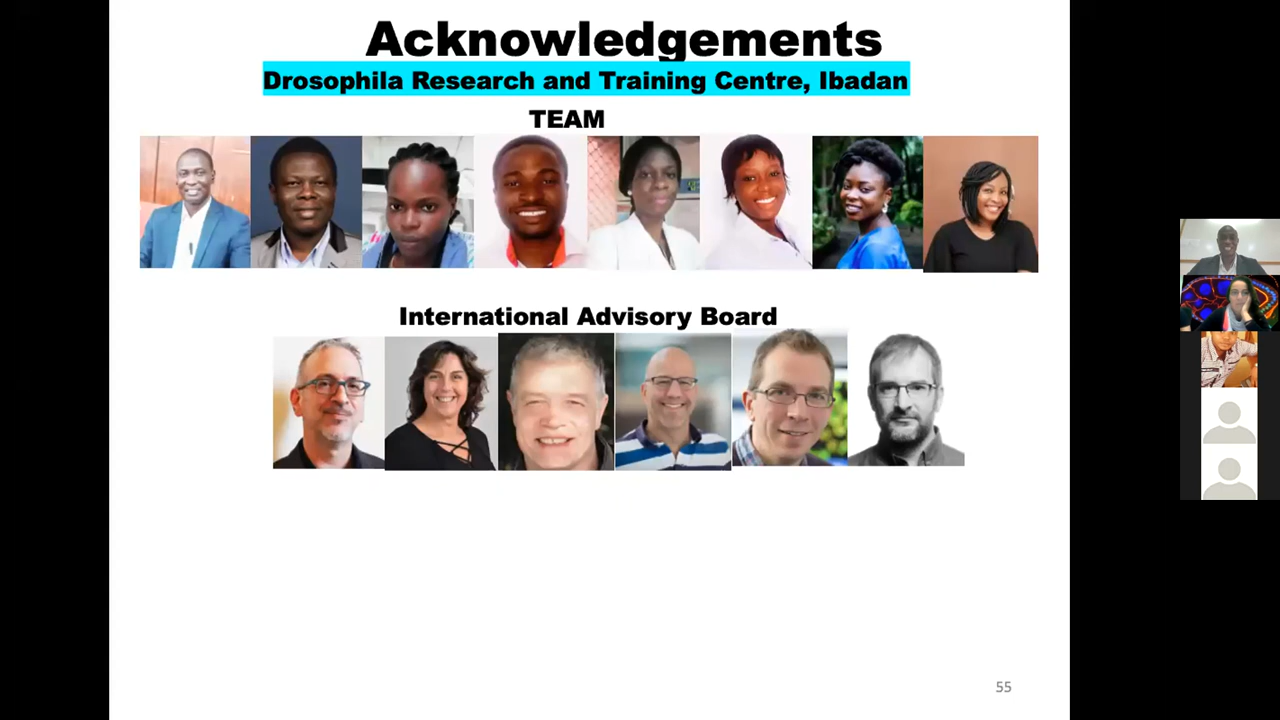 Acknowledgements
Drosophila Research and Training Centre, Ibadan
TEAM
International Advisory Board
55